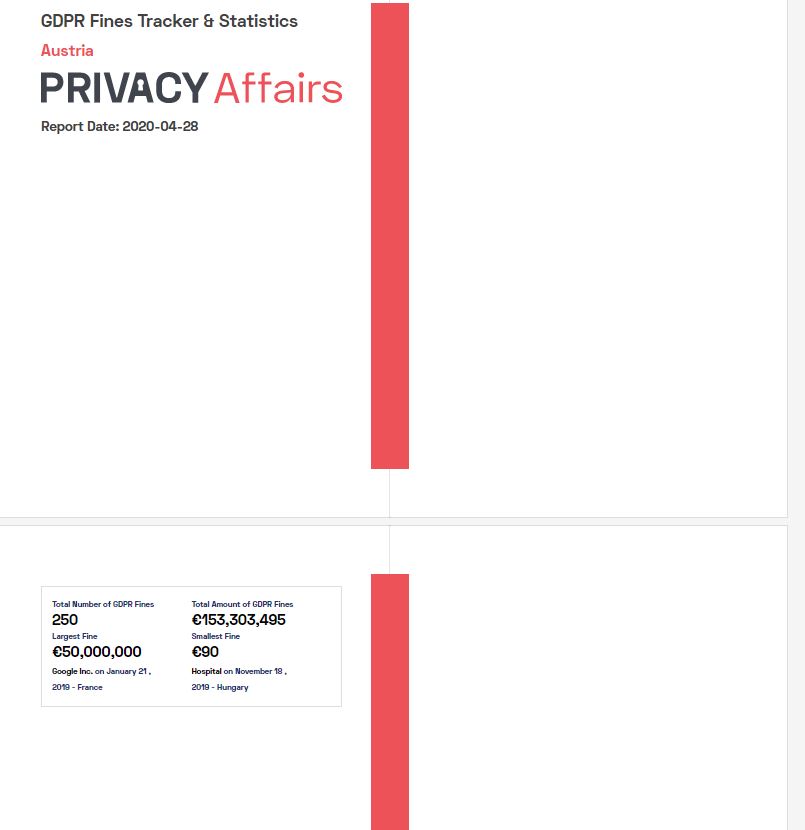 GDPR Fines Tracker & Statistics
Austria
PRIVACY Affairs
Report Date: 2020-04-28
Total Number of GDPR Fines Total Amount of GDPR Fines
250 €153,303,495
Largest Fine Smallest Fine
€50,000,000 €90
Google Inc. on January 21 , Hospital on November 18 ,
2019 - France 2019 - Hungary